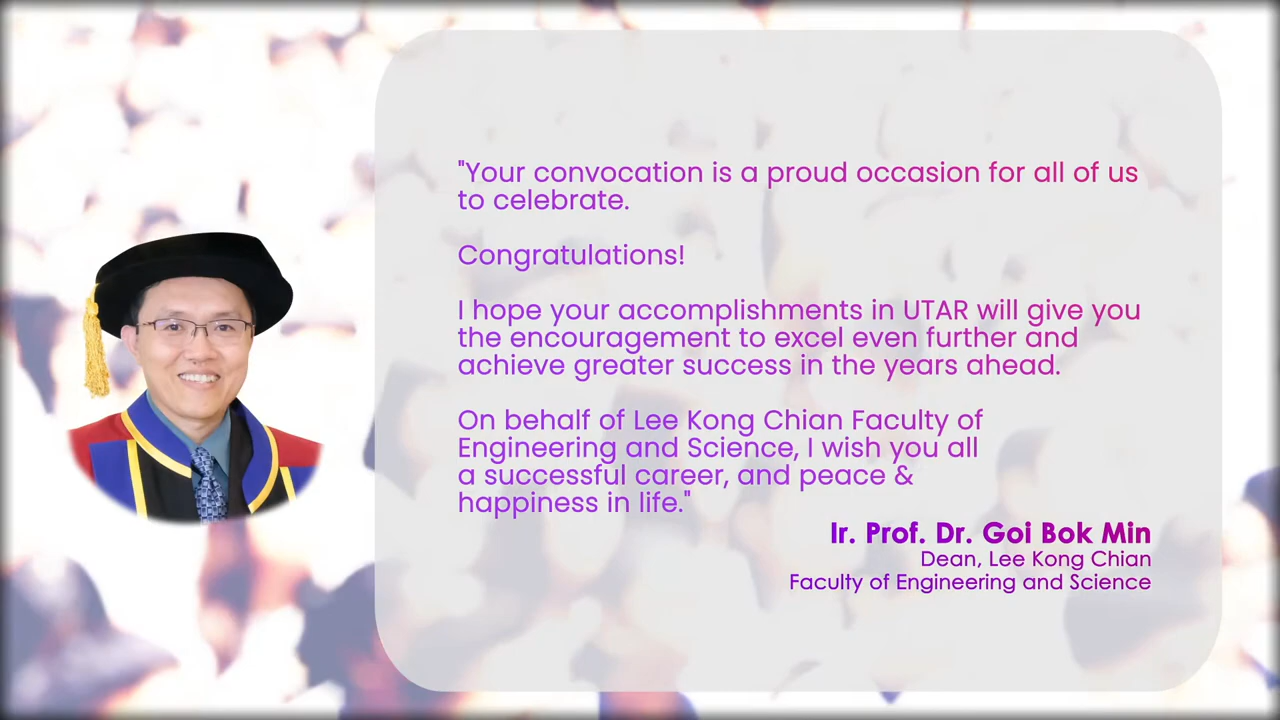 "Your convocation is a proud occasion for all of us
to celebrate.
Congratulations!
I hope your accomplishments in UTAR will give you
the encouragement to excel even further and
achieve greater success in the years ahead.
On behalf of Lee Kong Chian Faculty of
Engineering and Science, I wish you all
a successful career, and peace &
happiness in life."
Ir. Prof. Dr. Goi Bok Min
Dean, Lee Kong Chian
Faculty of Engineering and Science